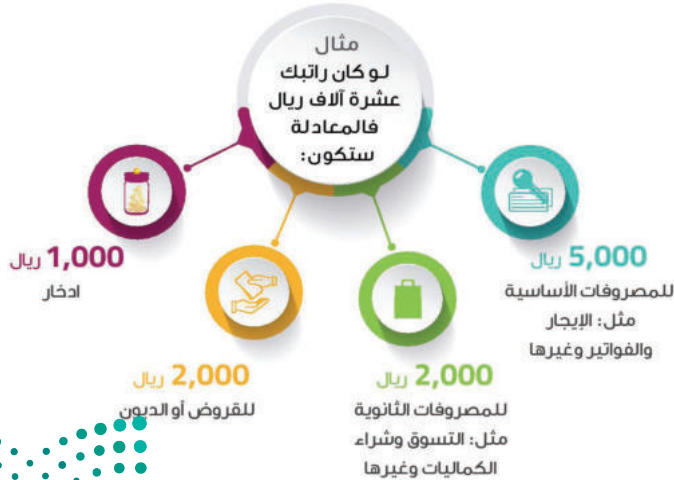 مثال
لو كان راتبك
عشرة آلاف ريال
فالمعادلة
ستكون:
5,000 ريال
للمصروفات الأساسية
مثل: الإيجار
والفواتير وغيرها
2,000 ريال
للمصروفات الثانوية
مثل: التسوق وشراء
الكماليات وغيرها
2,000 ريال
للقروض أو الديون
1,000 ريال
ادخار